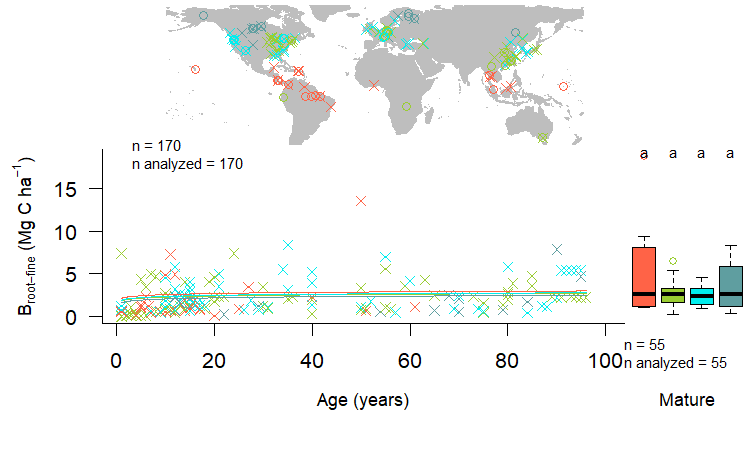 n = 170
n analyzed = 170
a a a a
B root−fine (Mg C ha−1)
15
10
5
0
0 20 40 60 80 100
n = 55
n analyzed = 55
Age (years)
Mature